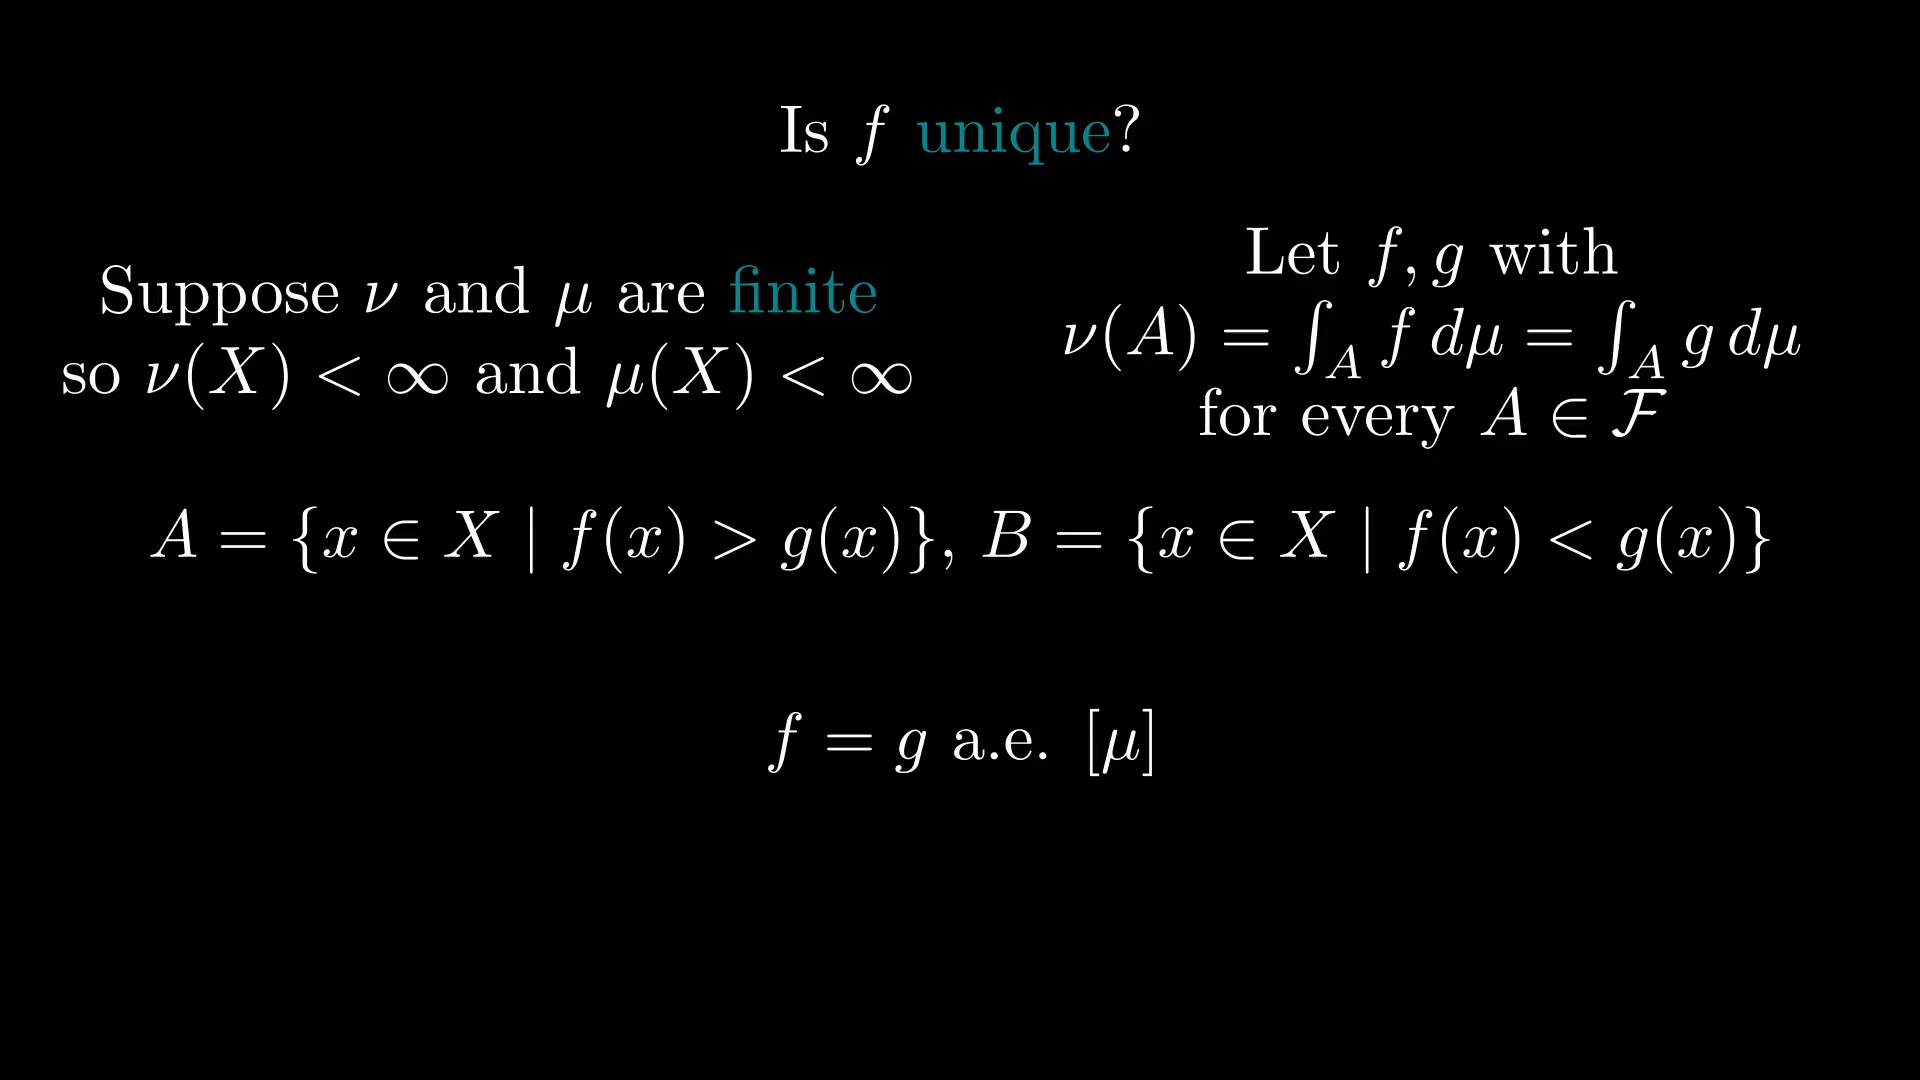 Is f unique?
Suppose ν and μ are finite
so ν(X) < ∞ and μ(X) < ∞
Let f, g with
ν(A) = ∫_A f dμ = ∫_A g dμ
for every A ∈ ℱ
A = {x ∈ X | f(x) > g(x)}, B = {x ∈ X | f(x) < g(x)}
f = g a.e. [μ]